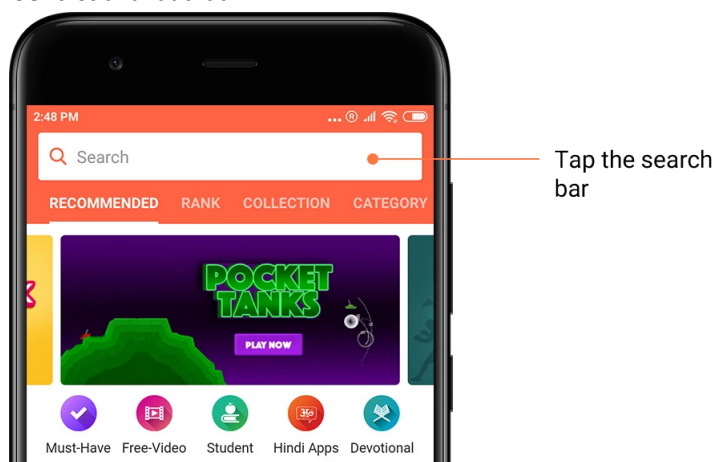 2:48 PM
... ®
Search
Tap the search
bar
RECOMMENDED RANK COLLECTION CATEGORY
POCKET
TANKS
PLAY NOW
ॐ
Must-Have Free-Video Student Hindi Apps Devotional